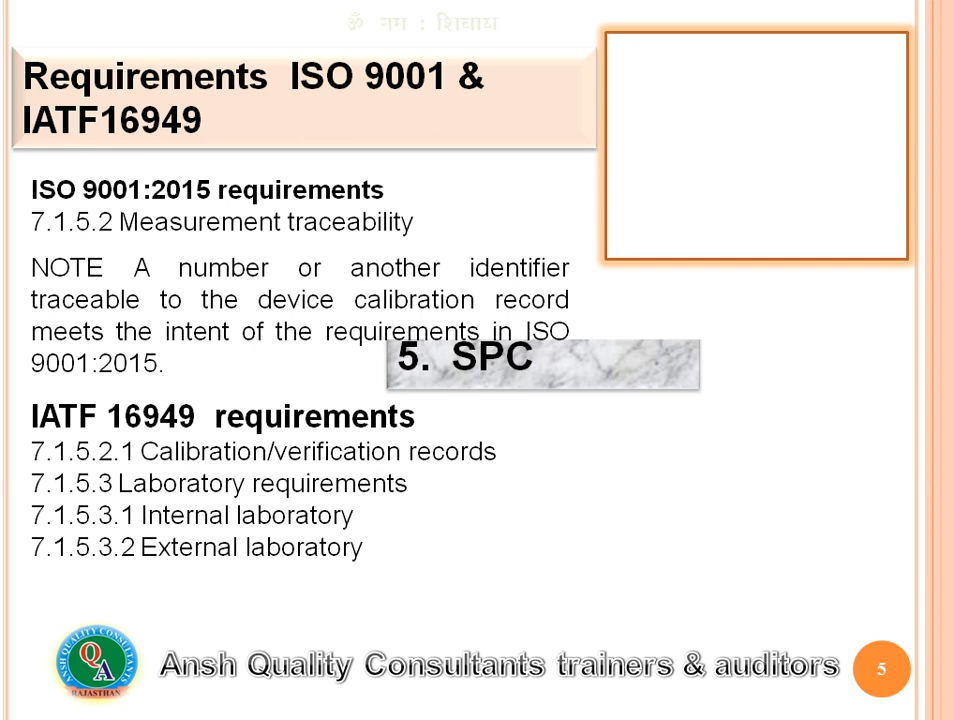 ॐ नम : शिवाय
Requirements ISO 9001 &
IATF16949
ISO 9001:2015 requirements
7.1.5.2 Measurement traceability
NOTE A number or another identifier
traceable to the device calibration record
meets the intent of the requirements in ISO
9001:2015.
5. SPC
IATF 16949 requirements
7.1.5.2.1 Calibration/verification records
7.1.5.3 Laboratory requirements
7.1.5.3.1 Internal laboratory
7.1.5.3.2 External laboratory
ANSH QUALITY CONSULTANTS
QA
RAJASTHAN
Ansh Quality Consultants trainers & auditors
5